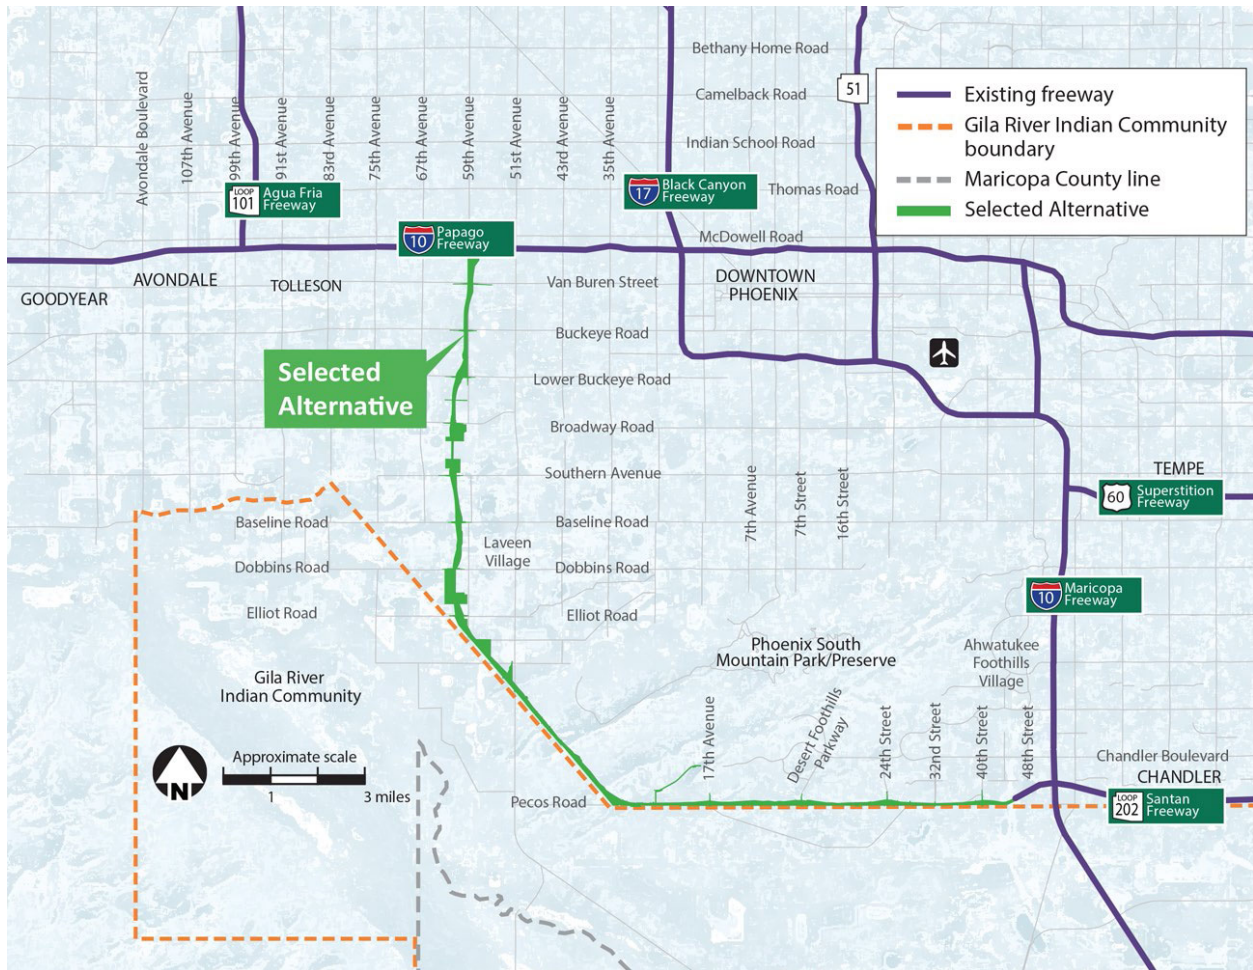 Bethany Home Road
Camelback Road
51
Indian School Road
Thomas Road
McDowell Road
Existing freeway
Gila River Indian Community
boundary
Maricopa County line
Selected Alternative
Avondale Boulevard
107th Avenue
99th Avenue
91st Avenue
83rd Avenue
75th Avenue
67th Avenue
59th Avenue
51st Avenue
43rd Avenue
35th Avenue
LOOP
101
Agua Fria
Freeway
17
Black Canyon
Freeway
10
Papago
Freeway
GOODYEAR
AVONDALE
TOLLESON
Van Buren Street
DOWNTOWN
PHOENIX
Buckeye Road
Selected
Alternative
Lower Buckeye Road
Broadway Road
Southern Avenue
7th Avenue
7th Street
16th Street
TEMPE
60
Superstition
Freeway
Baseline Road
Baseline Road
Laveen
Village
Dobbins Road
Dobbins Road
Elliot Road
Elliot Road
10
Maricopa
Freeway
Phoenix South
Mountain Park/Preserve
Ahwatukee
Foothills
Village
Gila River
Indian Community
N
Approximate scale
1
3 miles
17th Avenue
Desert Foothills
Parkway
24th Street
32nd Street
40th Street
48th Street
Chandler Boulevard
CHANDLER
Pecos Road
LOOP
202
Santan
Freeway